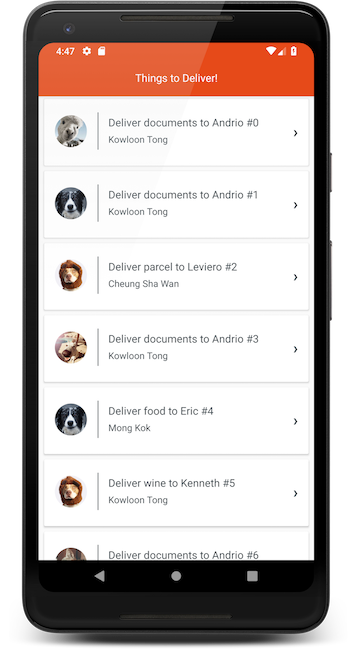 4:47
Things to Deliver!
Deliver documents to Andrio #0
Kowloon Tong
Deliver documents to Andrio #1
Kowloon Tong
Deliver parcel to Leviero #2
Cheung Sha Wan
Deliver documents to Andrio #3
Kowloon Tong
Deliver food to Eric #4
Mong Kok
Deliver wine to Kenneth #5
Kowloon Tong
Deliver documents to Andrio #6